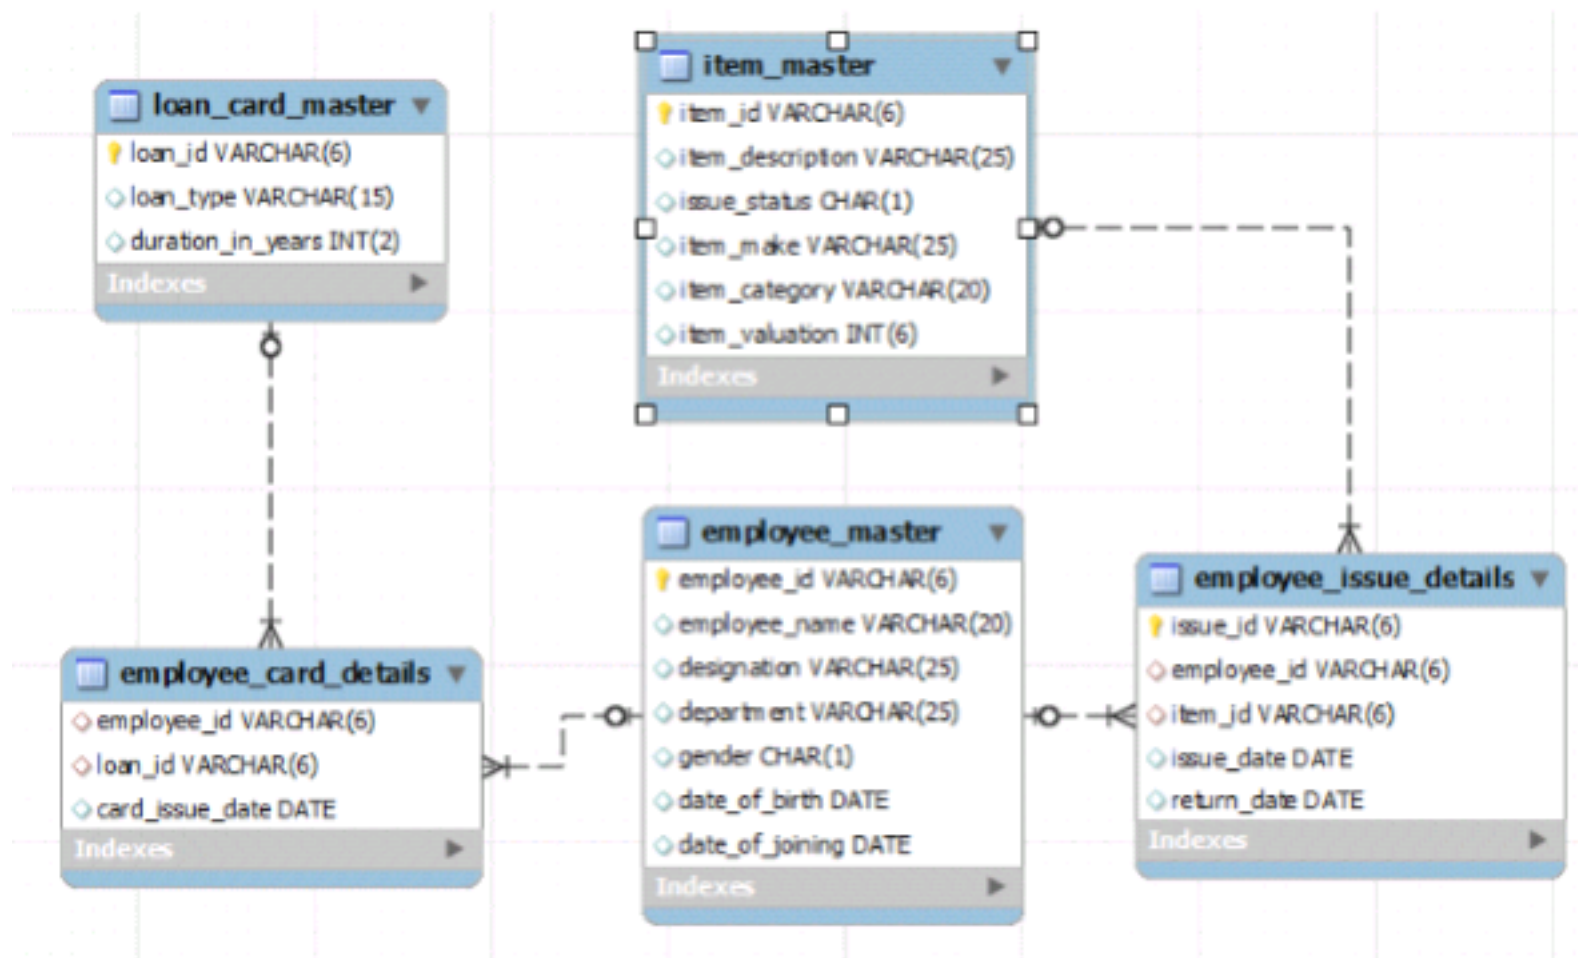 loan_card_master
loan_id VARCHAR(6)
loan_type VARCHAR(15)
duration_in_years INT(2)
Indexes
item_master
item_id VARCHAR(6)
item_description VARCHAR(25)
issue_status CHAR(1)
item_make VARCHAR(25)
item_category VARCHAR(20)
item_valuation INT(6)
Indexes
employee_card_details
employee_id VARCHAR(6)
loan_id VARCHAR(6)
card_issue_date DATE
Indexes
employee_master
employee_id VARCHAR(6)
employee_name VARCHAR(20)
designation VARCHAR(25)
department VARCHAR(25)
gender CHAR(1)
date_of_birth DATE
date_of_joining DATE
Indexes
employee_issue_details
issue_id VARCHAR(6)
employee_id VARCHAR(6)
item_id VARCHAR(6)
issue_date DATE
return_date DATE
Indexes